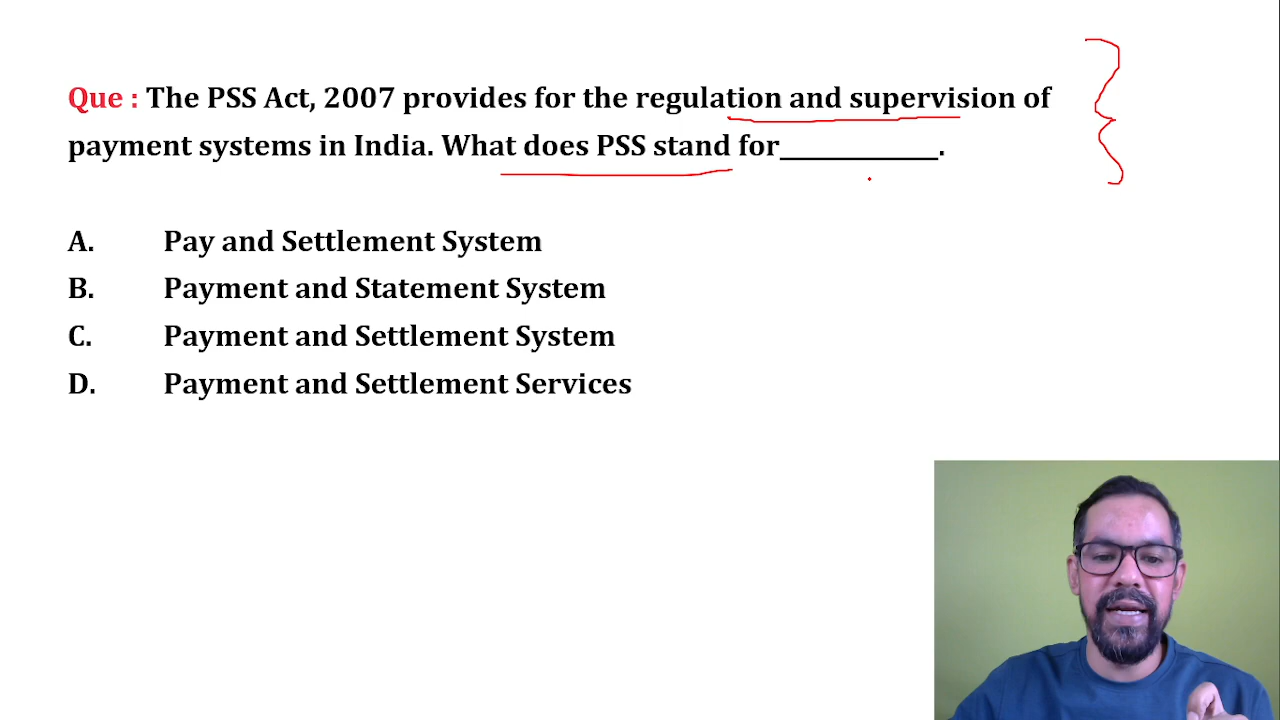 Que : The PSS Act, 2007 provides for the regulation and supervision of
payment systems in India. What does PSS stand for___________.
A. Pay and Settlement System
B. Payment and Statement System
C. Payment and Settlement System
D. Payment and Settlement Services